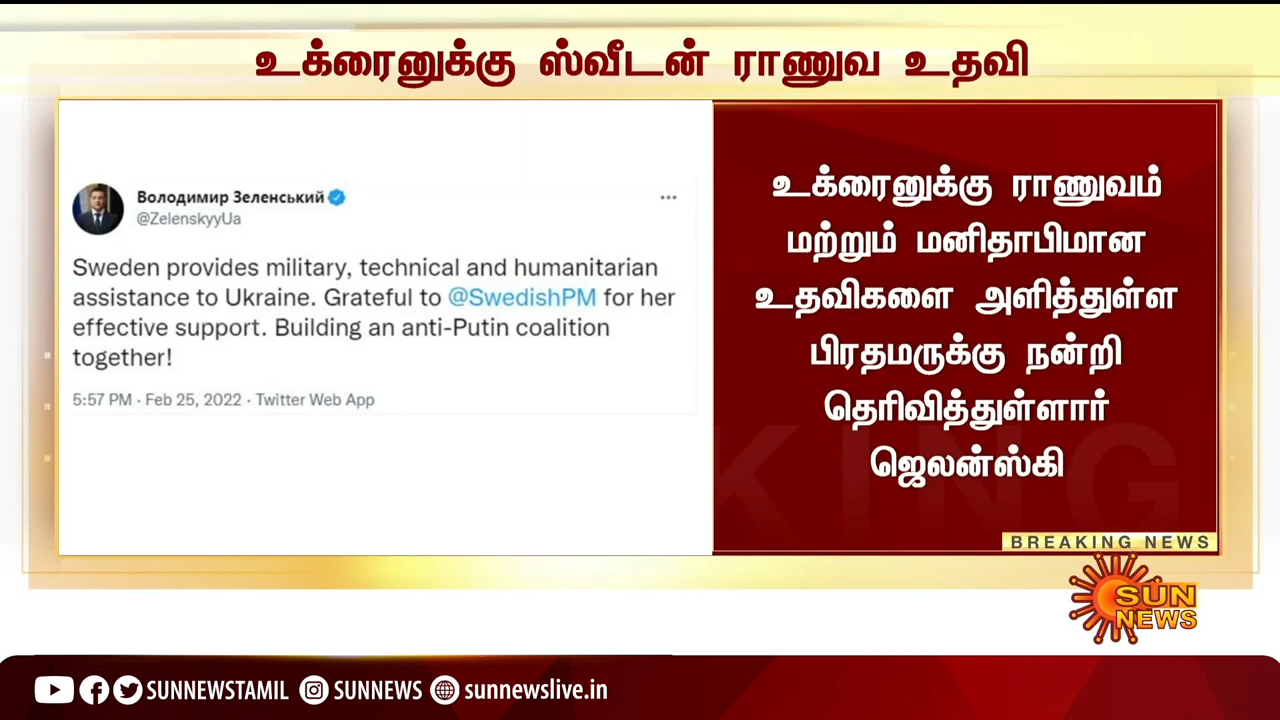 உக்ரைனுக்கு ஸ்வீடன் ராணுவ உதவி
Володимир Зеленський
@ZelenskyyUa
Sweden provides military, technical and humanitarian
assistance to Ukraine. Grateful to @SwedishPM for her
effective support. Building an anti-Putin coalition
together!
5:57 PM · Feb 25, 2022 · Twitter Web App
உக்ரைனுக்கு ராணுவம்
மற்றும் மனிதாபிமான
உதவிகளை அளித்துள்ள
பிரதமருக்கு நன்றி
தெரிவித்துள்ளார்
ஜெலன்ஸ்கி
KING
BREAKING NEWS
SUN
NEWS
SUNNEWSTAMIL SUNNEWS sunnewslive.in